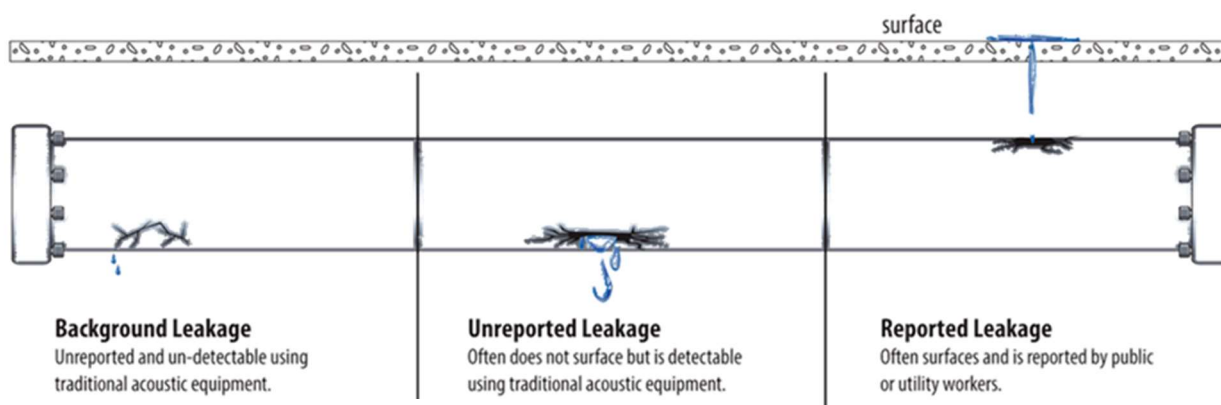 surface
Background Leakage
Unreported and un-detectable using
traditional acoustic equipment.
Unreported Leakage
Often does not surface but is detectable
using traditional acoustic equipment.
Reported Leakage
Often surfaces and is reported by public
or utility workers.